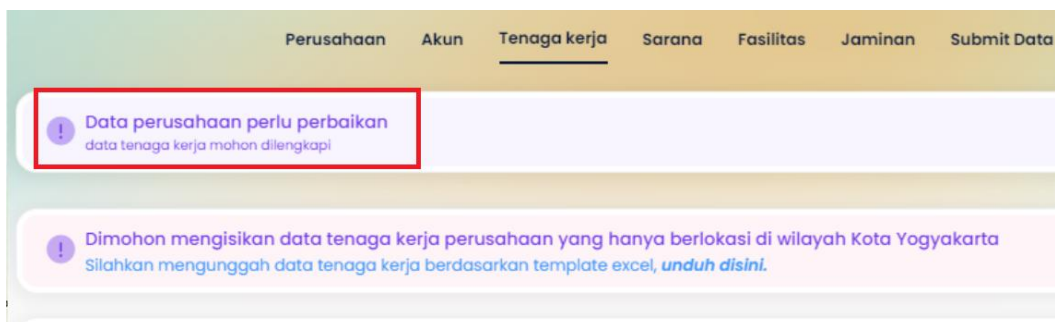 Perusahaan Akun Tenaga kerja Sarana Fasilitas Jaminan Submit Data
! Data perusahaan perlu perbaikan
data tenaga kerja mohon dilengkapi
! Dimohon mengisikan data tenaga kerja perusahaan yang hanya berlokasi di wilayah Kota Yogyakarta
Silahkan mengunggah data tenaga kerja berdasarkan template excel, unduh disini.